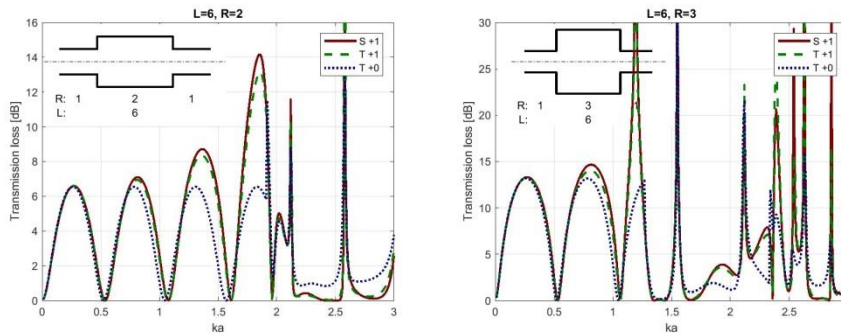 L=6, R=2
16
14
12
10
8
6
4
2
0
Transmission loss [dB]
S +1
T +1
T +0
R: 1 2 1
L: 6
0 0.5 1 1.5 2 2.5 3
ka
L=6, R=3
30
25
20
15
10
5
0
Transmission loss [dB]
S +1
T +1
T +0
R: 1 3
L: 6
0 0.5 1 1.5 2 2.5
ka